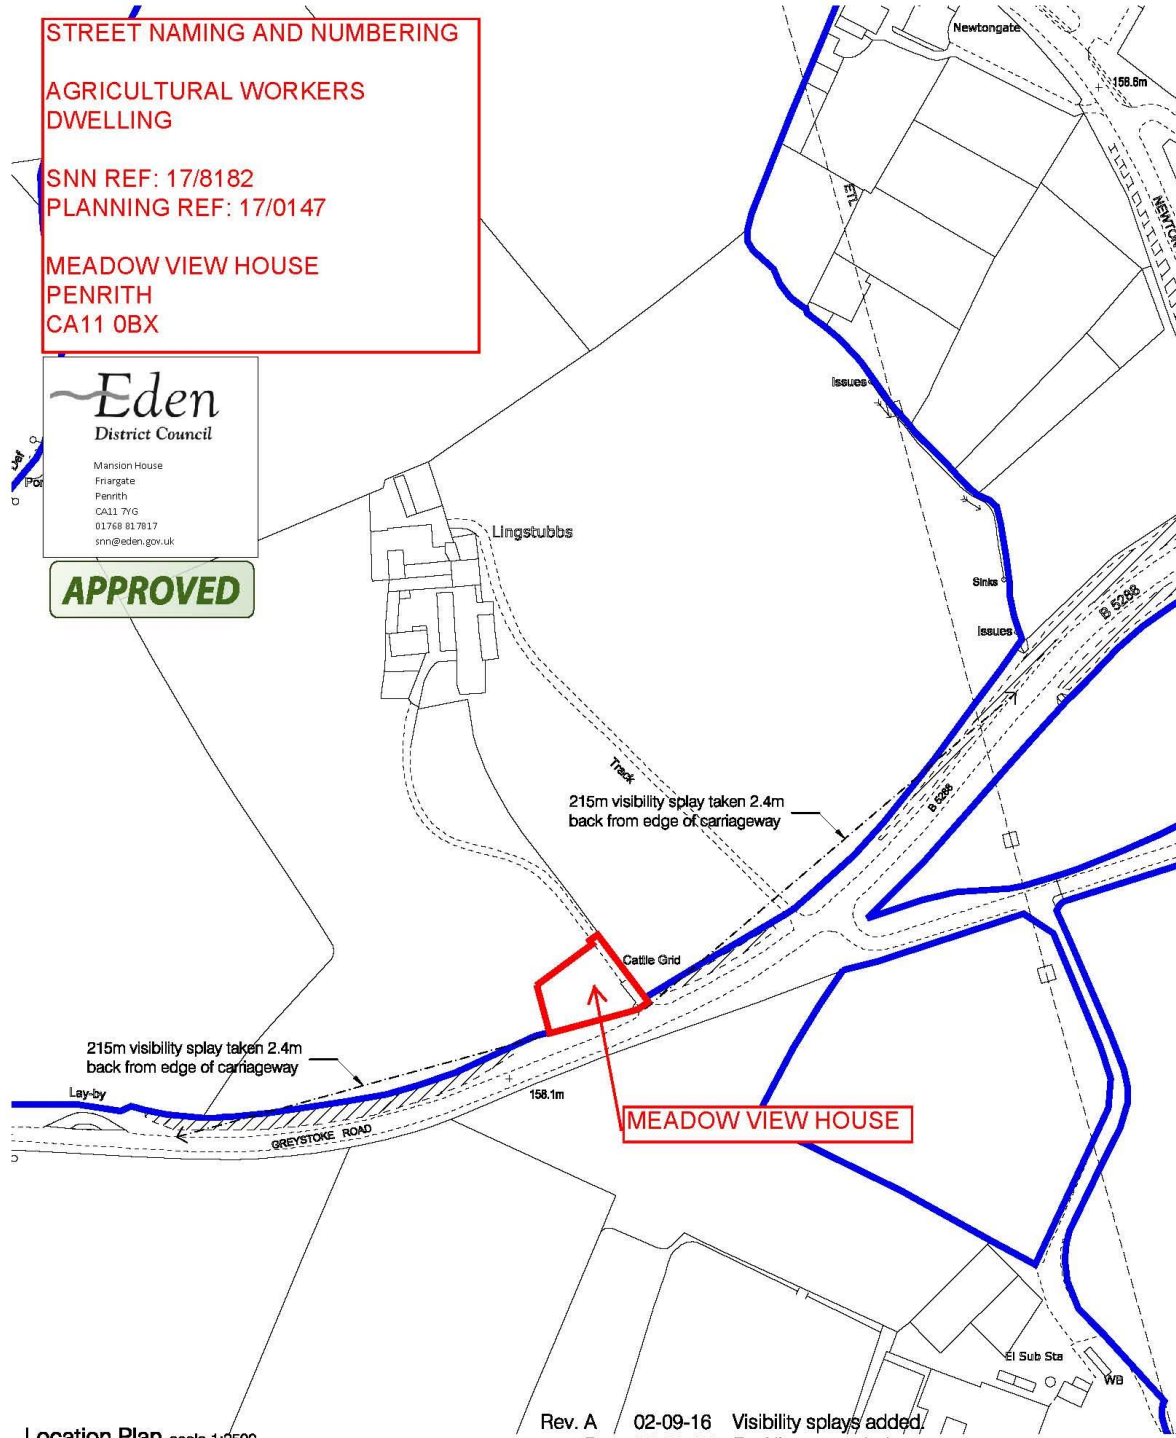 STREET NAMING AND NUMBERING
AGRICULTURAL WORKERS
DWELLING
SNN REF: 17/8182
PLANNING REF: 17/0147
MEADOW VIEW HOUSE
PENRITH
CA11 0BX
Eden
District Council
Mansion House
Friargate
Penrith
CA11 7YG
01768 817817
snn@eden.gov.uk
APPROVED
Newtongate
156.6m
ETL
Issues
Lingstubbs
Sinks
Issues
B 5288
Track
215m visibility splay taken 2.4m
back from edge of carriageway
B 5288
Cattle Grid
215m visibility splay taken 2.4m
back from edge of carriageway
Lay-by
158.1m
GREYSTOKE ROAD
MEADOW VIEW HOUSE
El Sub Sta
WB
Rev. A 02-09-16 Visibility splays added.
Location Plan scale 1:2500